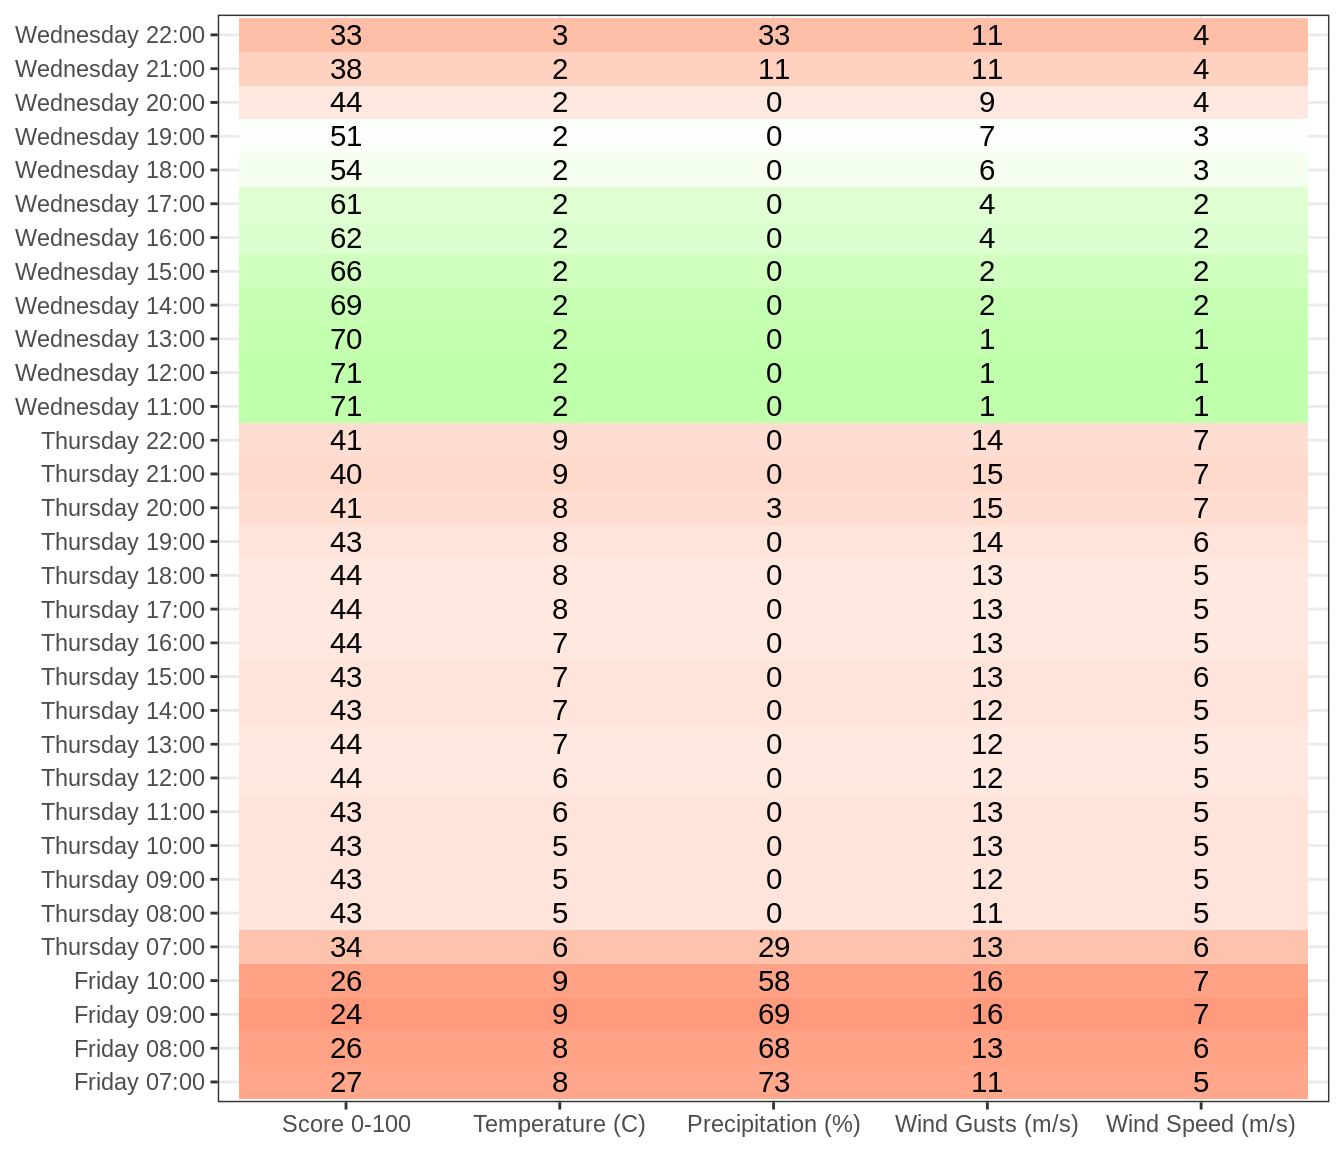 Wednesday 22:00 33 3 33 11 4
Wednesday 21:00 38 2 11 11 4
Wednesday 20:00 44 2 0 9 4
Wednesday 19:00 51 2 0 7 3
Wednesday 18:00 54 2 0 6 3
Wednesday 17:00 61 2 0 4 2
Wednesday 16:00 62 2 0 4 2
Wednesday 15:00 66 2 0 2 2
Wednesday 14:00 69 2 0 2 2
Wednesday 13:00 70 2 0 1 1
Wednesday 12:00 71 2 0 1 1
Wednesday 11:00 71 2 0 1 1
Thursday 22:00 41 9 0 14 7
Thursday 21:00 40 9 0 15 7
Thursday 20:00 41 8 3 15 7
Thursday 19:00 43 8 0 14 6
Thursday 18:00 44 8 0 13 5
Thursday 17:00 44 8 0 13 5
Thursday 16:00 44 7 0 13 5
Thursday 15:00 43 7 0 13 6
Thursday 14:00 43 7 0 12 5
Thursday 13:00 44 7 0 12 5
Thursday 12:00 44 6 0 12 5
Thursday 11:00 43 6 0 13 5
Thursday 10:00 43 5 0 13 5
Thursday 09:00 43 5 0 12 5
Thursday 08:00 43 5 0 11 5
Thursday 07:00 34 6 29 13 6
Friday 10:00 26 9 58 16 7
Friday 09:00 24 9 69 16 7
Friday 08:00 26 8 68 13 6
Friday 07:00 27 8 73 11 5
Score 0-100 Temperature (C) Precipitation (%) Wind Gusts (m/s) Wind Speed (m/s)